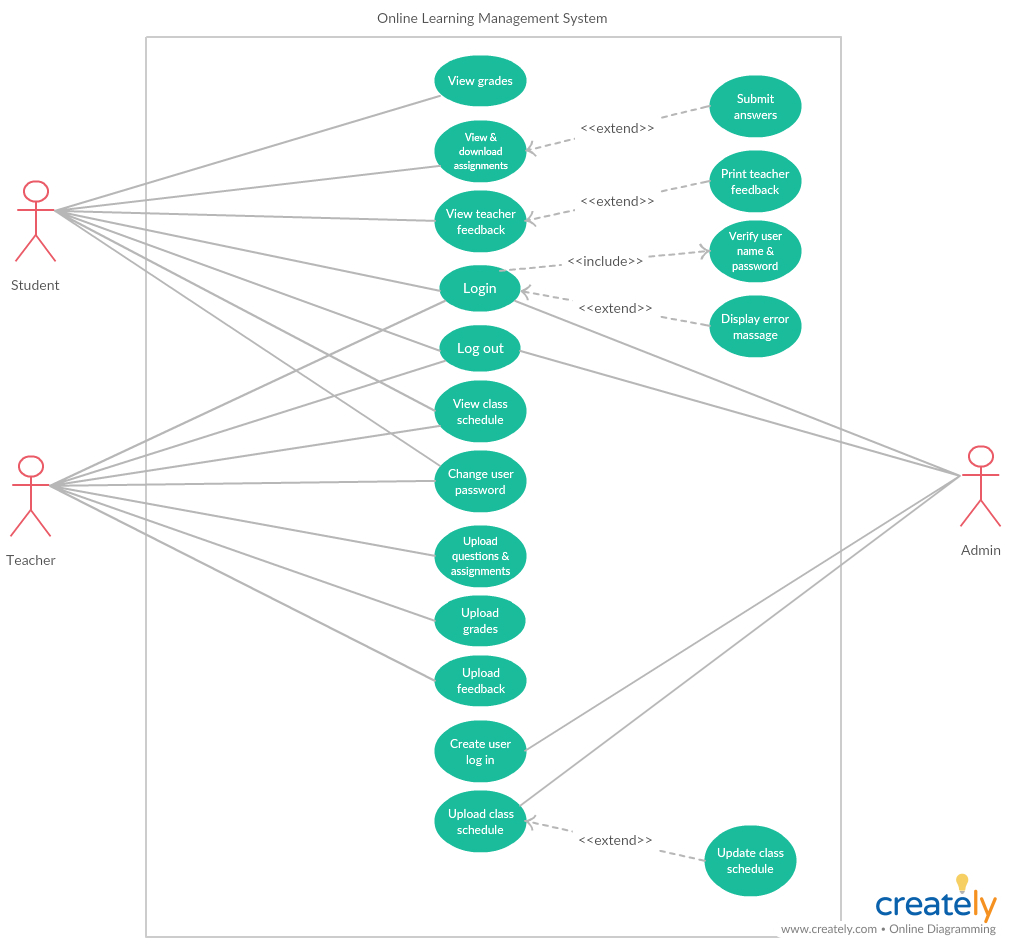 Online Learning Management System
View grades
Submit
answers
<<extend>>
View &
download
assignments
Print teacher
feedback
<<extend>>
View teacher
feedback
Verify user
name &
password
<<include>>
Login
<<extend>>
Display error
massage
Student
Log out
View class
schedule
Change user
password
Teacher
Admin
Upload
questions &
assignments
Upload
grades
Upload
feedback
Create user
log in
Upload class
schedule
<<extend>>
Update class
schedule
creately
www.creately.com • Online Diagramming